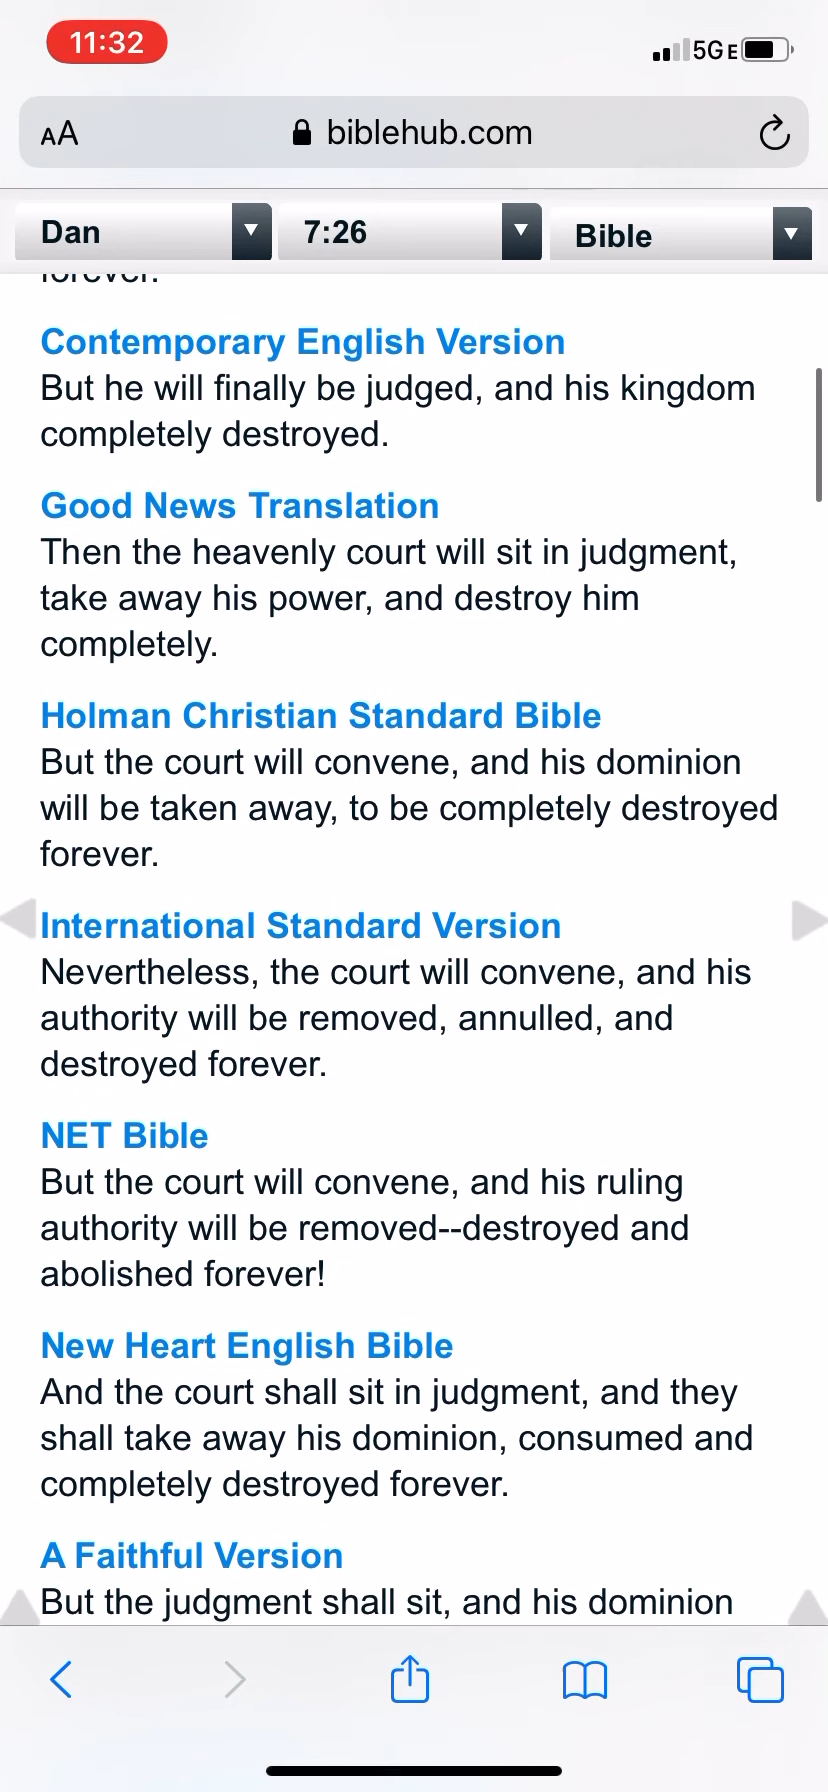 11:32
5GE
AA
biblehub.com
Dan
7:26
Bible
forever.
Contemporary English Version
But he will finally be judged, and his kingdom
completely destroyed.
Good News Translation
Then the heavenly court will sit in judgment,
take away his power, and destroy him
completely.
Holman Christian Standard Bible
But the court will convene, and his dominion
will be taken away, to be completely destroyed
forever.
International Standard Version
Nevertheless, the court will convene, and his
authority will be removed, annulled, and
destroyed forever.
NET Bible
But the court will convene, and his ruling
authority will be removed--destroyed and
abolished forever!
New Heart English Bible
And the court shall sit in judgment, and they
shall take away his dominion, consumed and
completely destroyed forever.
A Faithful Version
But the judgment shall sit, and his dominion